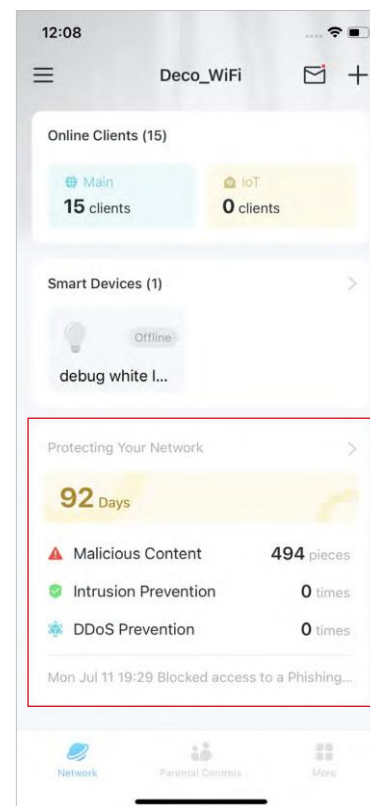 12:08
Deco_WiFi
Online Clients (15)
Main
IoT
15 clients
0 clients
Smart Devices (1)
Offline
debug white l...
Protecting Your Network
92 Days
Malicious Content 494 pieces
Intrusion Prevention 0 times
DDoS Prevention 0 times
Mon Jul 11 19:29 Blocked access to a Phishing...
Network
Parental Controls
More